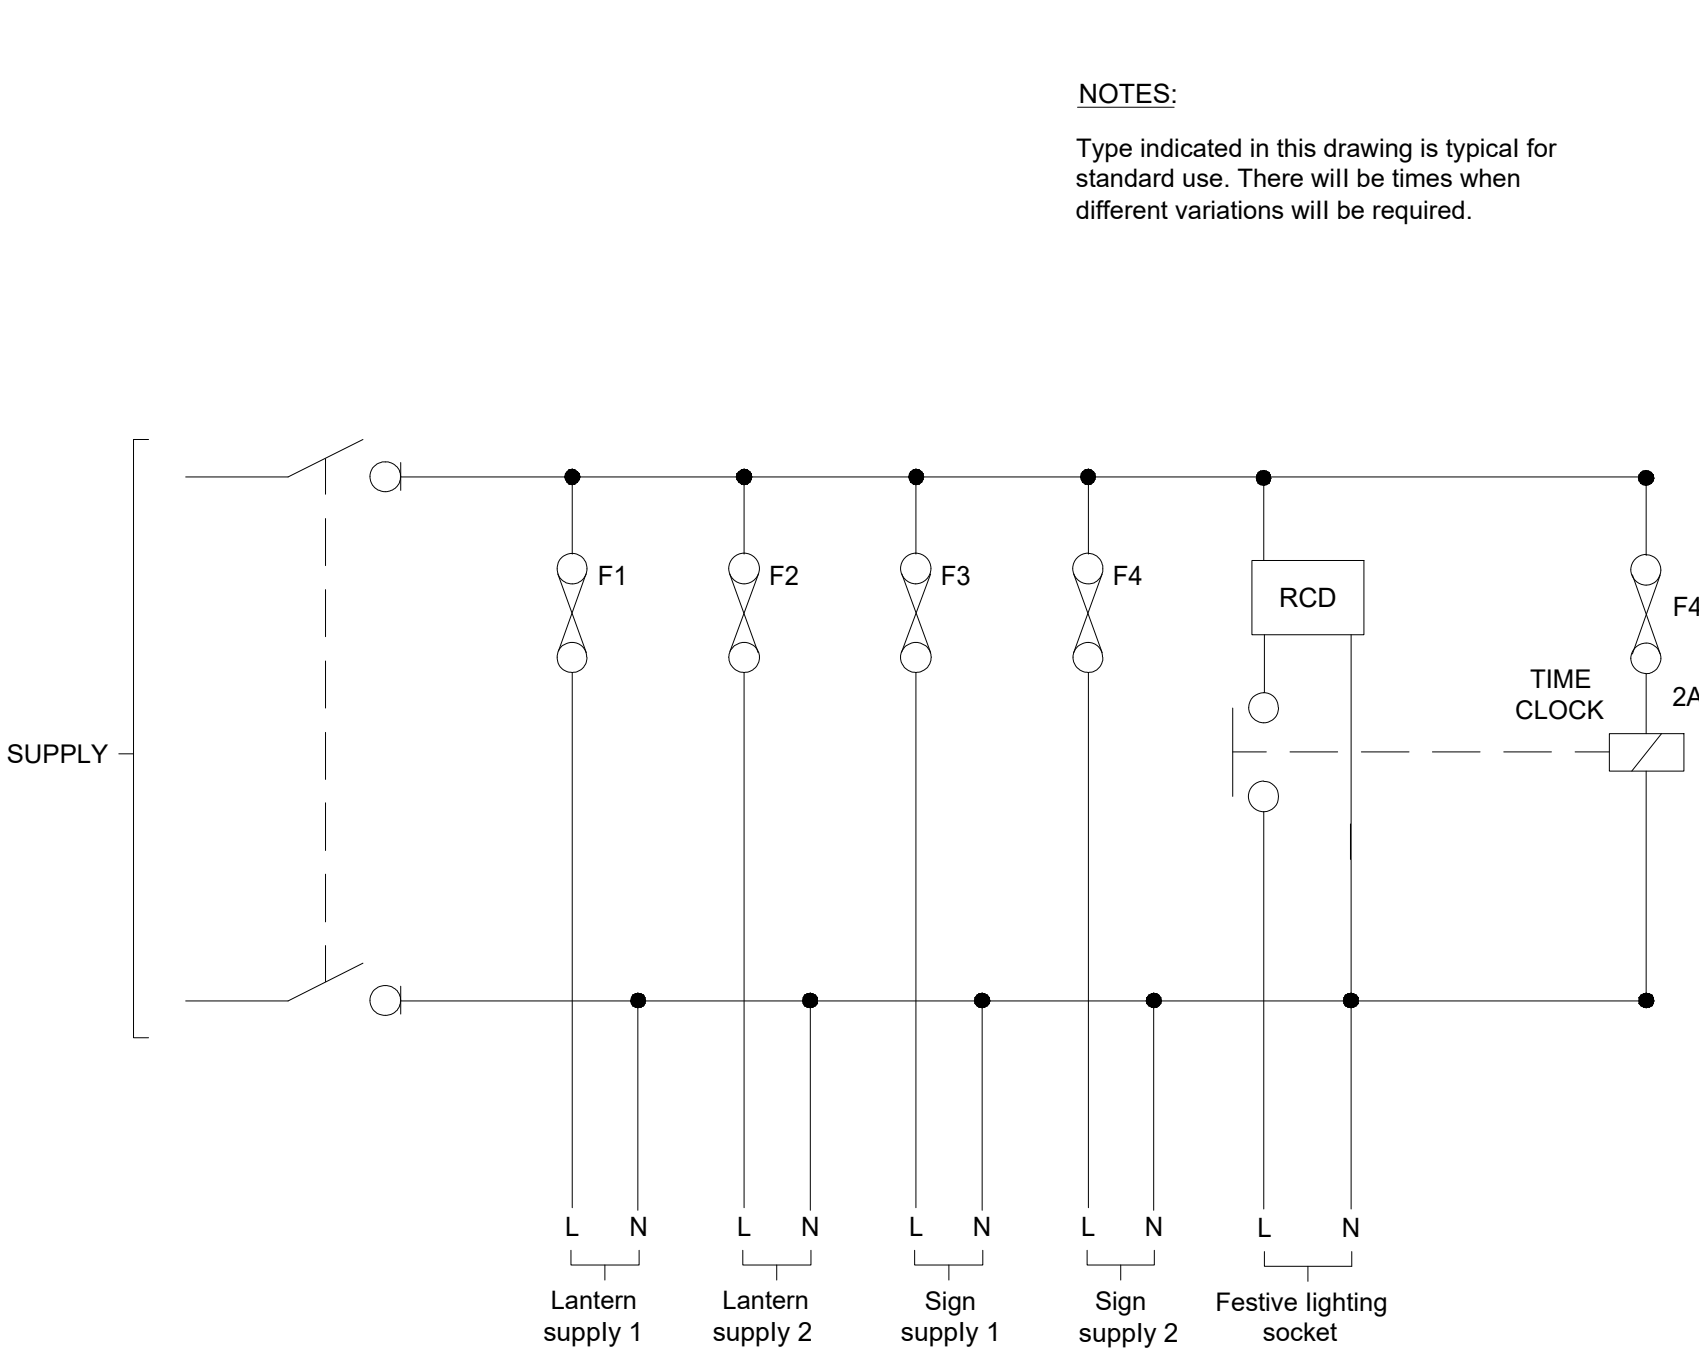 NOTES:
Type indicated in this drawing is typical for
standard use. There will be times when
different variations will be required.
F1
F2
F3
F4
RCD
F4
TIME
CLOCK
2A
SUPPLY
L N L N L N L N L N
Lantern
supply 1
Lantern
supply 2
Sign
supply 1
Sign
supply 2
Festive lighting
socket